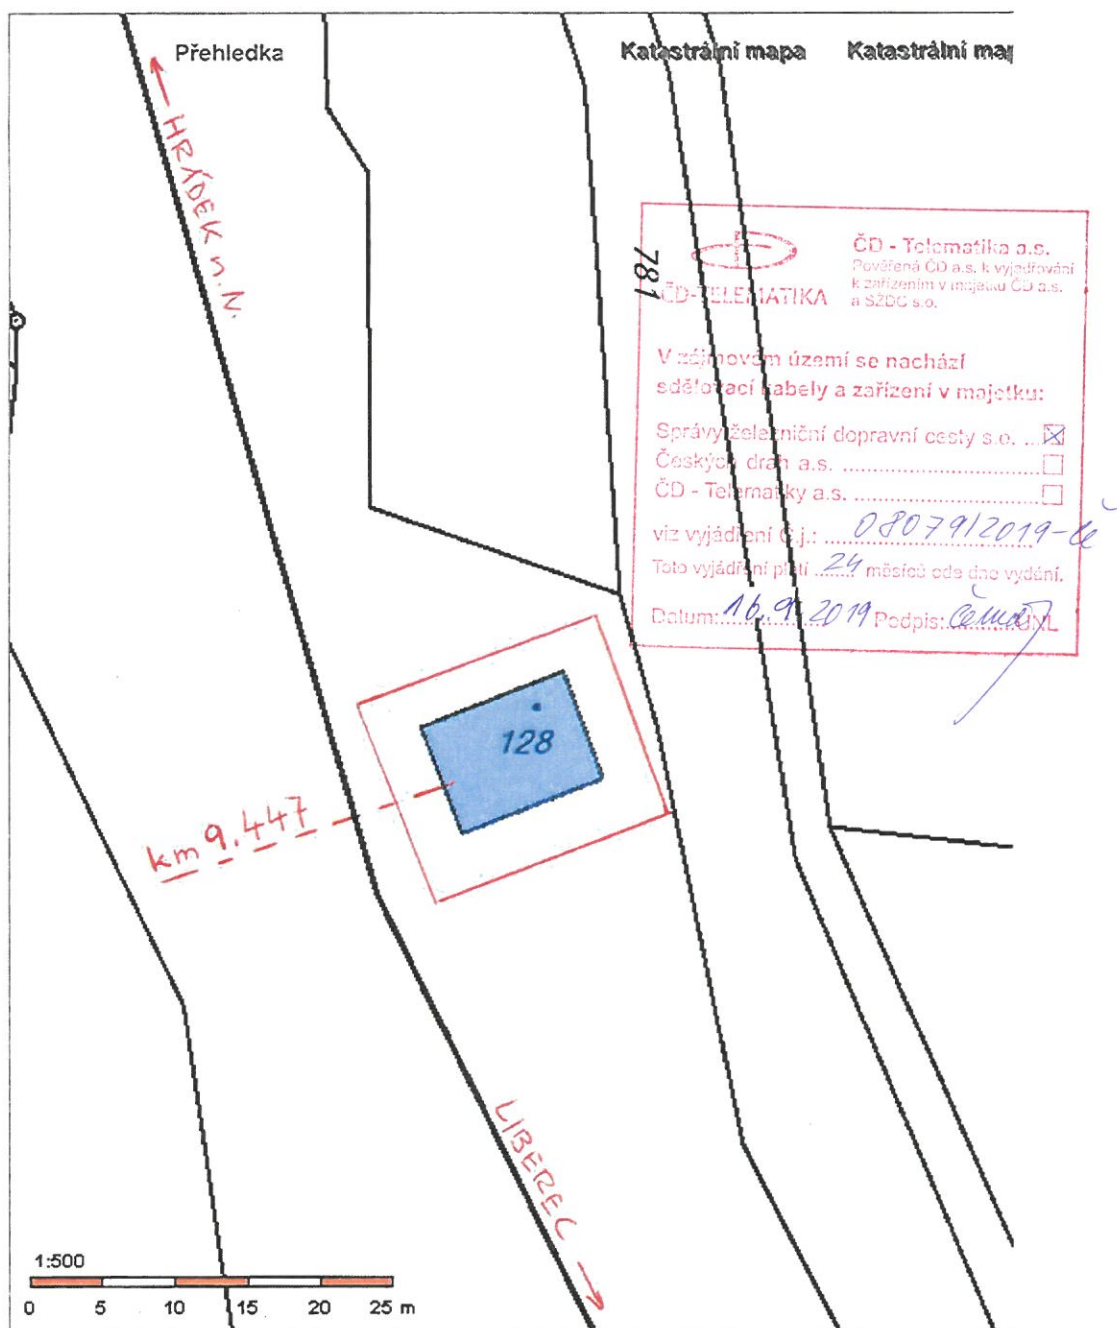 Přehledka
Katastrální mapa
Katastrální map
← HRÁDEK n.N.
781
ČD-TELEMATIKA
ČD - Telematika a.s.
Pověřená ČD a.s. k vyjadřování
k zařízením v majetku ČD a.s.
a SŽDC s.o.
V zájmovém území se nachází
sdělovací kabely a zařízení v majetku:
Správy železniční dopravní cesty s.o. ... ☒
Českých drah a.s. .................................. ☐
ČD - Telematiky a.s. ................................ ☐
viz vyjádření Č.j.: 08079/2019-Č
Toto vyjádření platí 24 měsíců ode dne vydání.
Datum: 16.9.2019 Podpis: ÚNL
128
km 9.447
LIBEREC →
1:500
0 5 10 15 20 25 m